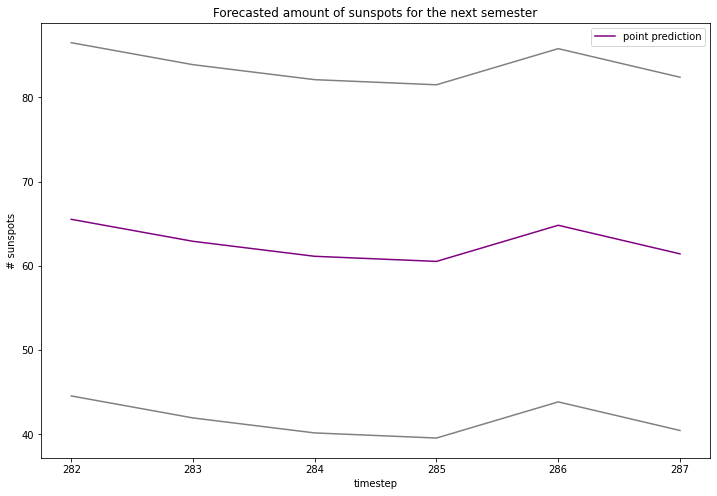 Forecasted amount of sunspots for the next semester
point prediction
80
70
60
50
40
# sunspots
282 283 284 285 286 287
timestep